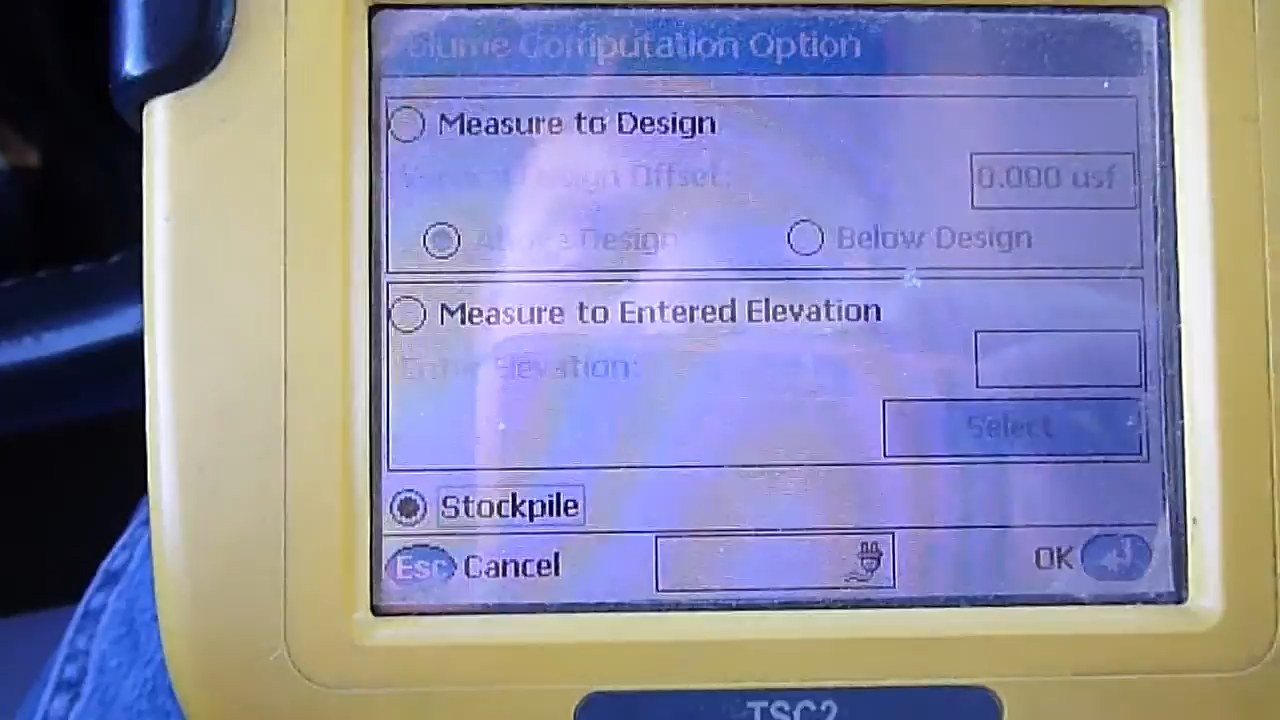 Volume Computation Option
Measure to Design
Vertical Design Offset: 0.000 usf
Above Design Below Design
Measure to Entered Elevation
Enter Elevation:
Select
Stockpile
Esc Cancel OK
TSC2